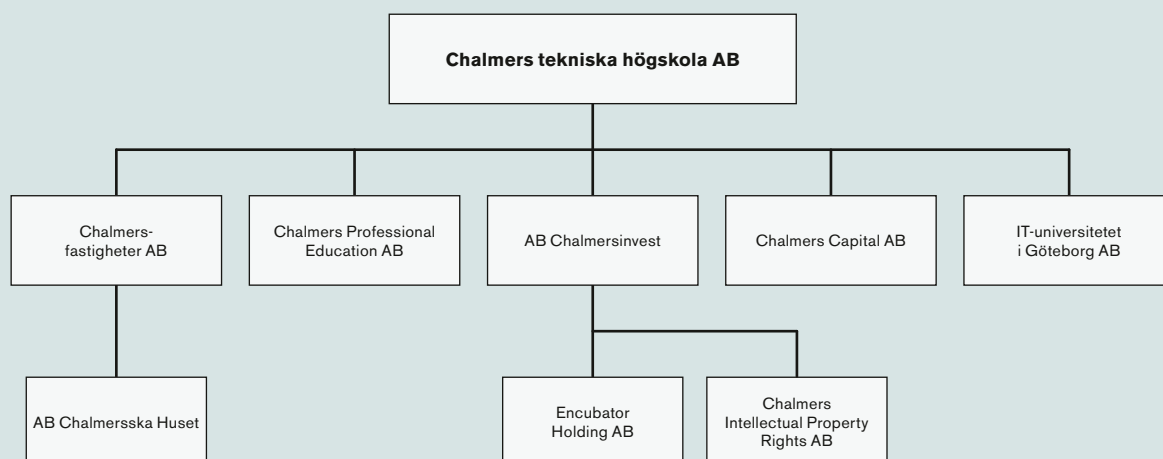 Chalmers tekniska högskola AB
Chalmers-
fastigheter AB
Chalmers Professional
Education AB
AB Chalmersinvest
Chalmers Capital AB
IT-universitetet
i Göteborg AB
AB Chalmersska Huset
Encubator
Holding AB
Chalmers
Intellectual Property
Rights AB